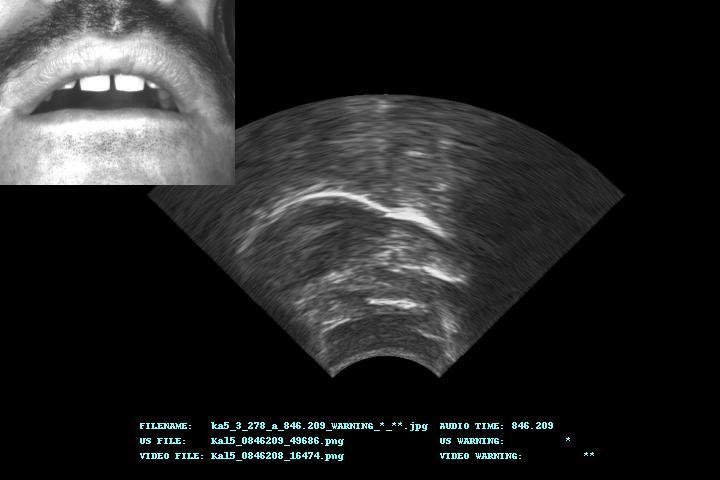 FILENAME: ka5_3_278_a_846.209_WARNING_*_**.jpg AUDIO TIME: 846.209
US FILE: Kal5_0846209_49686.png US WARNING: *
VIDEO FILE: Kal5_0846208_16474.png VIDEO WARNING: **